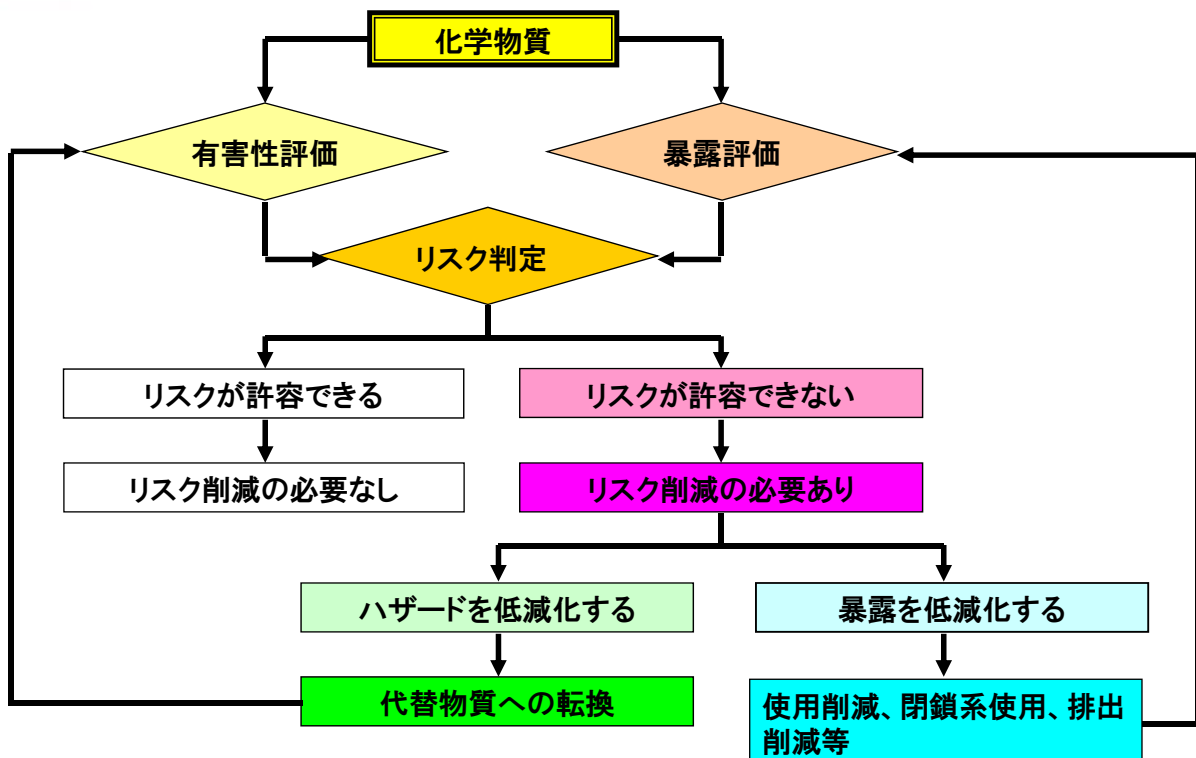 化学物質
有害性評価
暴露評価
リスク判定
リスクが許容できる
リスクが許容できない
リスク削減の必要なし
リスク削減の必要あり
ハザードを低減化する
暴露を低減化する
代替物質への転換
使用削減、閉鎖系使用、排出
削減等